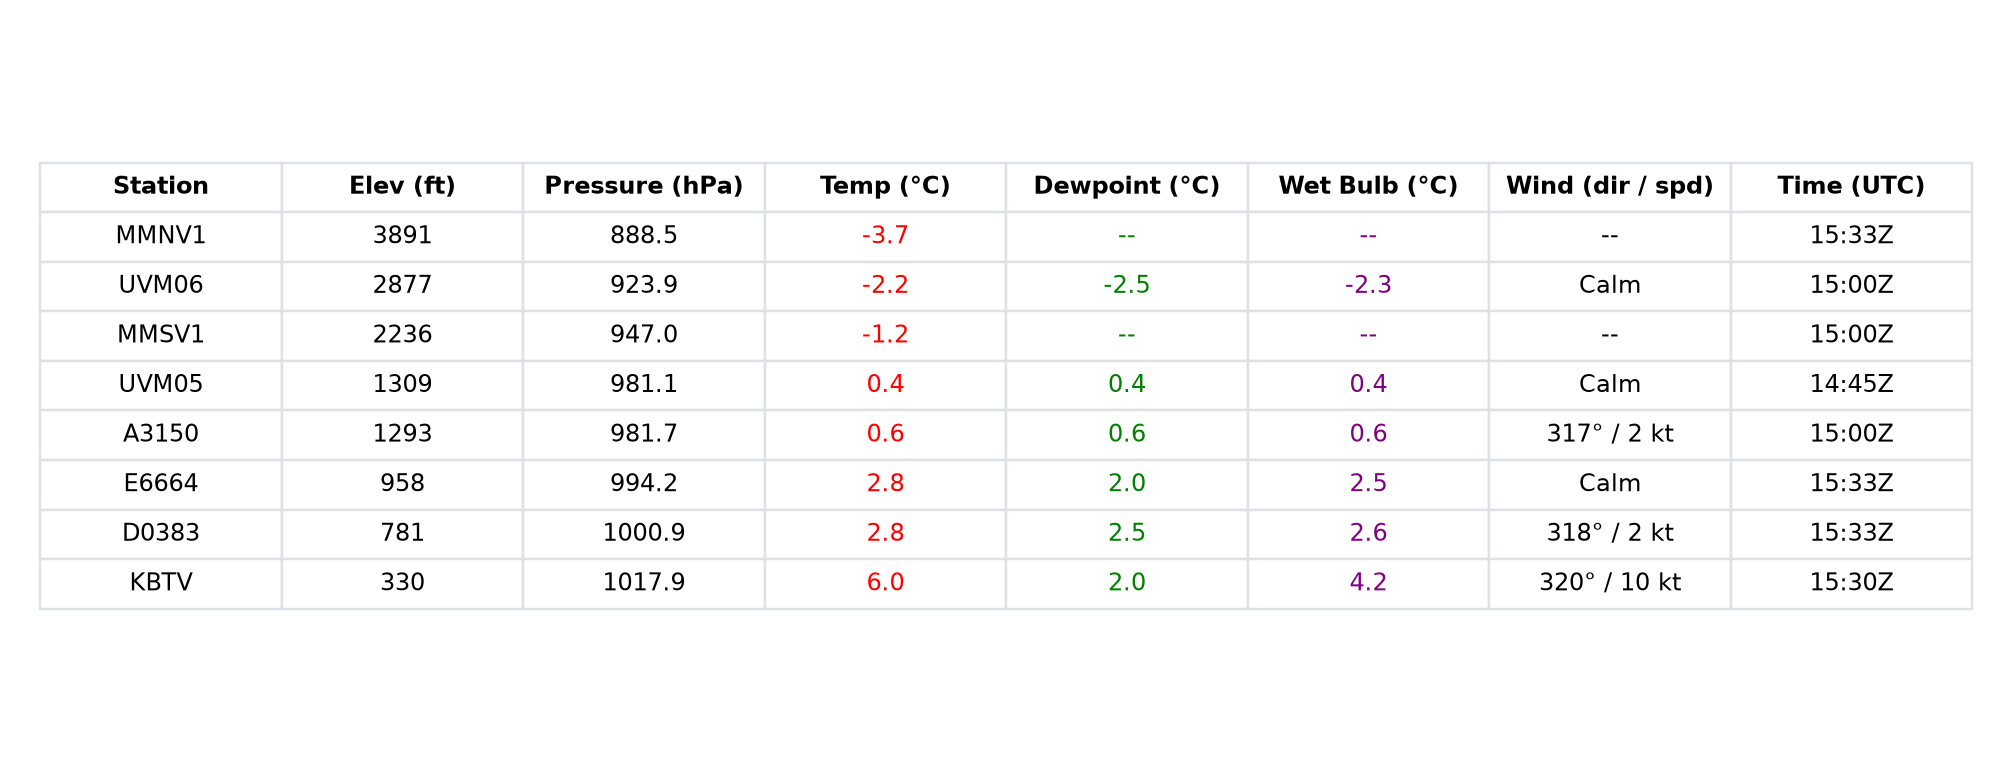 Station Elev (ft) Pressure (hPa) Temp (°C) Dewpoint (°C) Wet Bulb (°C) Wind (dir / spd) Time (UTC)
MMNV1 3891 888.5 -3.7 -- -- -- 15:33Z
UVM06 2877 923.9 -2.2 -2.5 -2.3 Calm 15:00Z
MMSV1 2236 947.0 -1.2 -- -- -- 15:00Z
UVM05 1309 981.1 0.4 0.4 0.4 Calm 14:45Z
A3150 1293 981.7 0.6 0.6 0.6 317° / 2 kt 15:00Z
E6664 958 994.2 2.8 2.0 2.5 Calm 15:33Z
D0383 781 1000.9 2.8 2.5 2.6 318° / 2 kt 15:33Z
KBTV 330 1017.9 6.0 2.0 4.2 320° / 10 kt 15:30Z